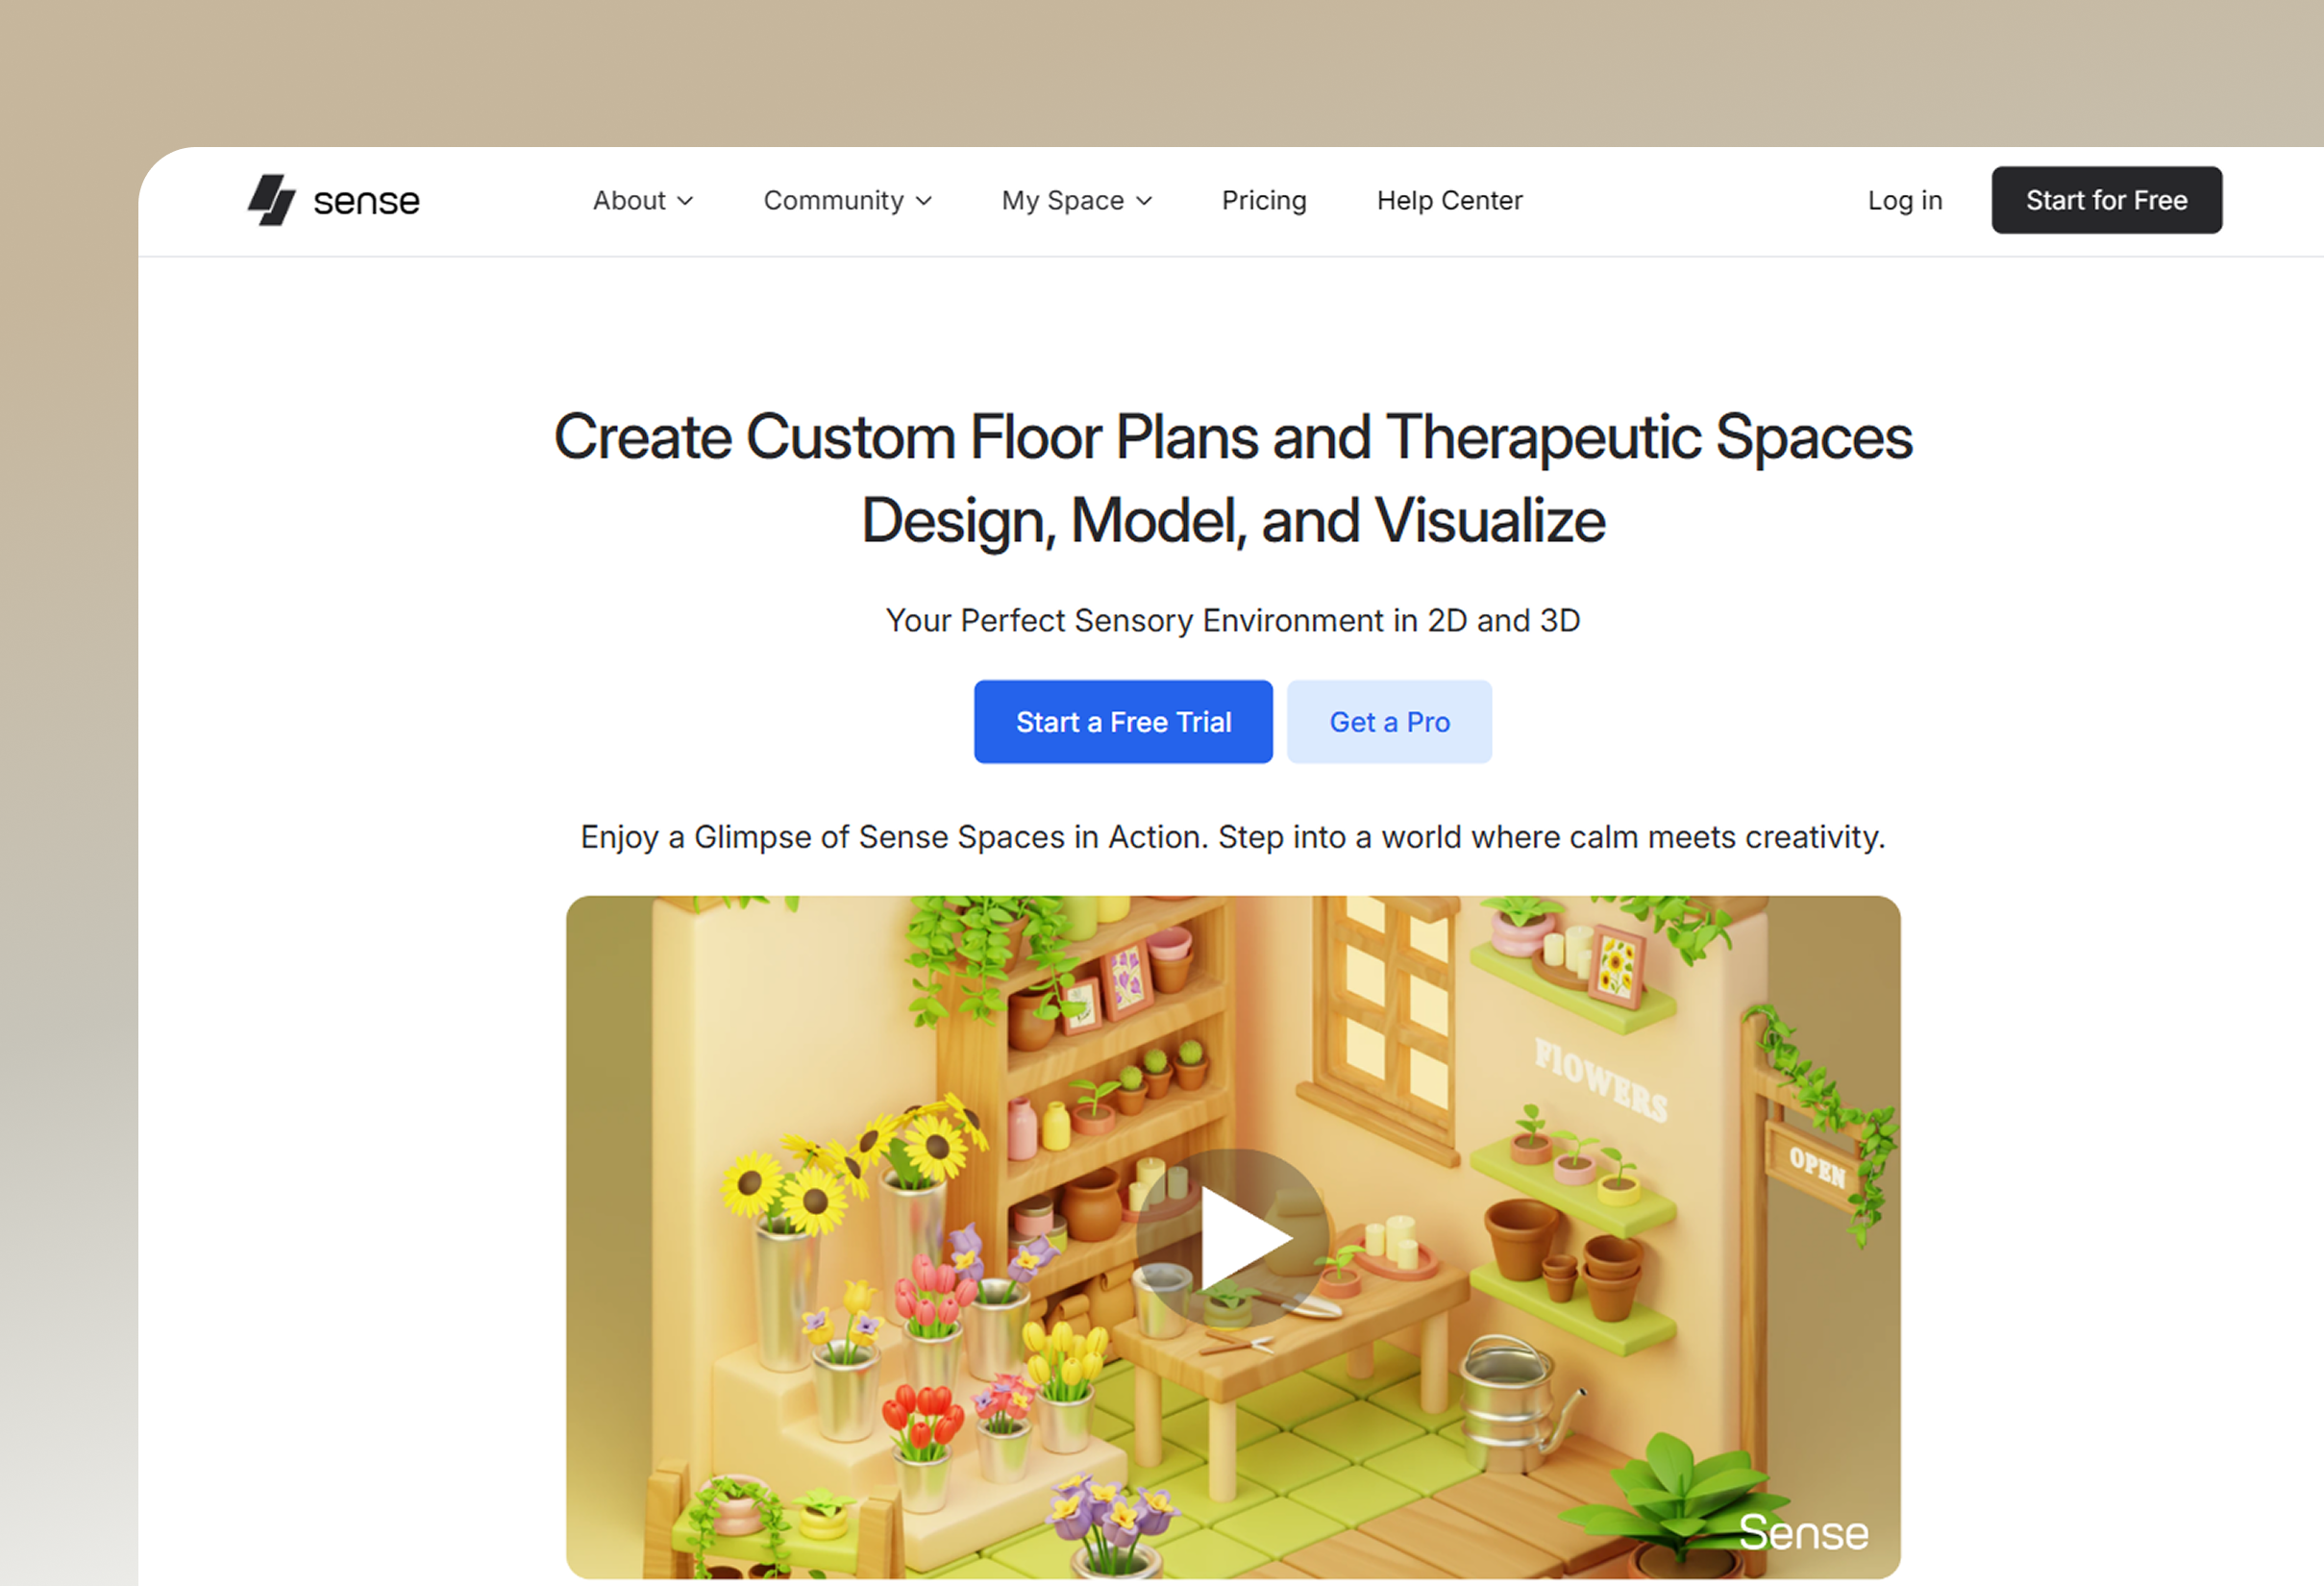 sense
About
Community
My Space
Pricing
Help Center
Log in
Start for Free
Create Custom Floor Plans and Therapeutic Spaces
Design, Model, and Visualize
Your Perfect Sensory Environment in 2D and 3D
Start a Free Trial
Get a Pro
Enjoy a Glimpse of Sense Spaces in Action. Step into a world where calm meets creativity.
FlOWERS
OPEN
Sense